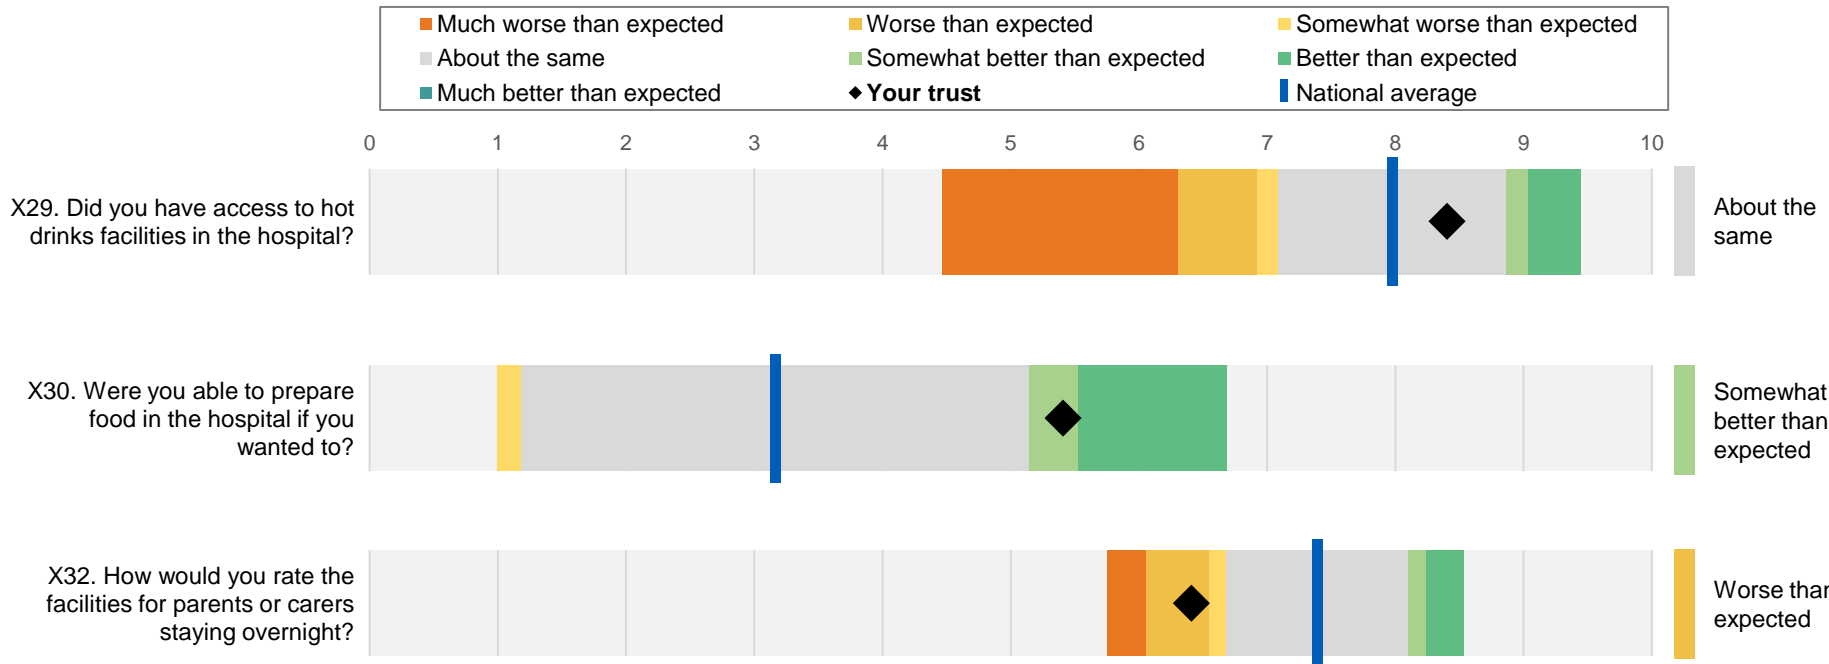 Much worse than expected
Worse than expected
Somewhat worse than expected
About the same
Somewhat better than expected
Better than expected
Much better than expected
Your trust
National average
0 1 2 3 4 5 6 7 8 9 10
X29. Did you have access to hot
drinks facilities in the hospital?
About the
same
X30. Were you able to prepare
food in the hospital if you
wanted to?
Somewhat
better than
expected
X32. How would you rate the
facilities for parents or carers
staying overnight?
Worse than
expected